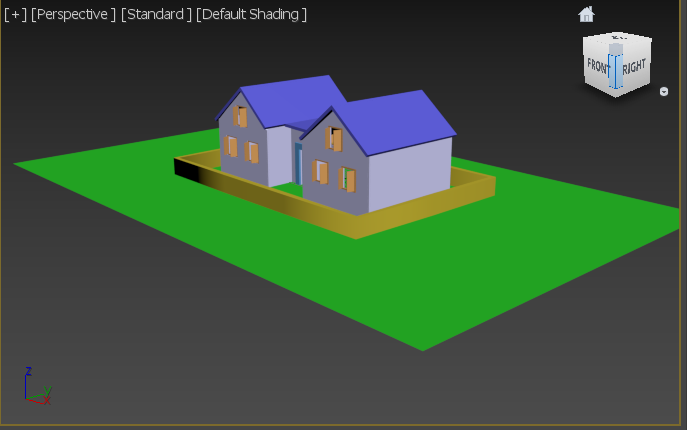 [+] [Perspective ] [Standard ] [Default Shading ]
FRONT
RIGHT
Z
Y
X